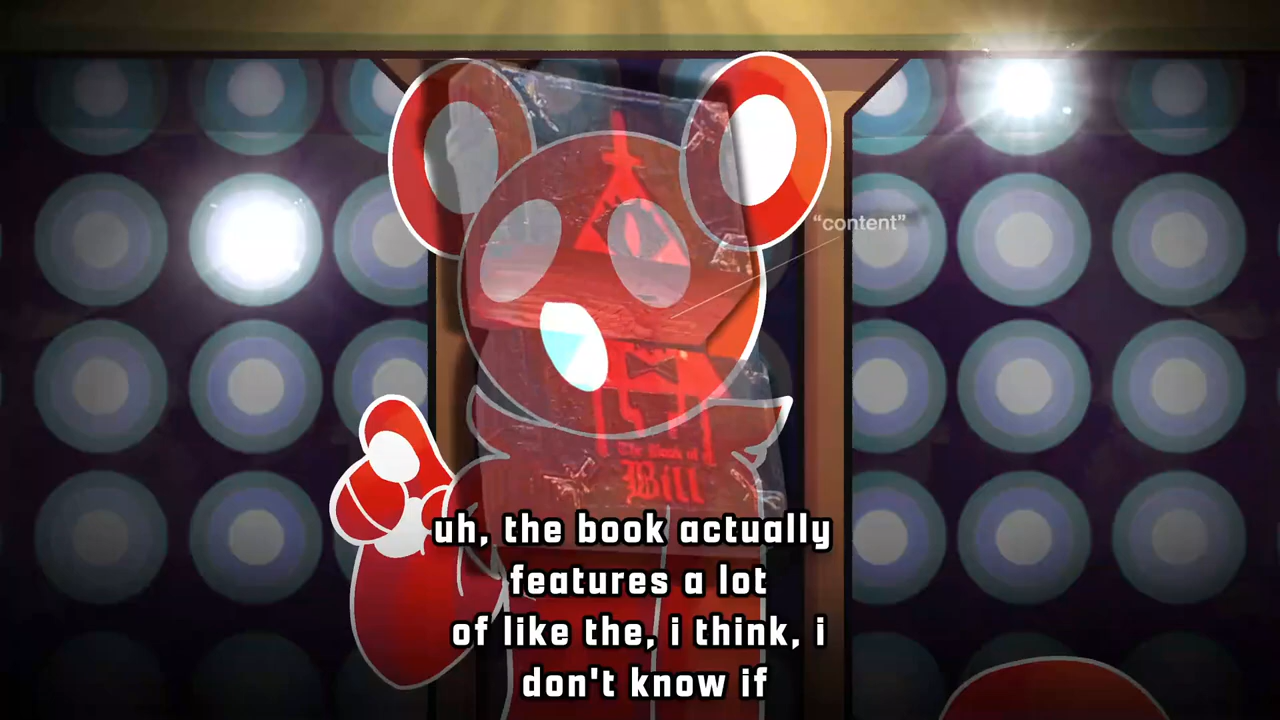 “content”
The Book of
Bill
uh, the book actually
features a lot
of like the, i think, i
don't know if